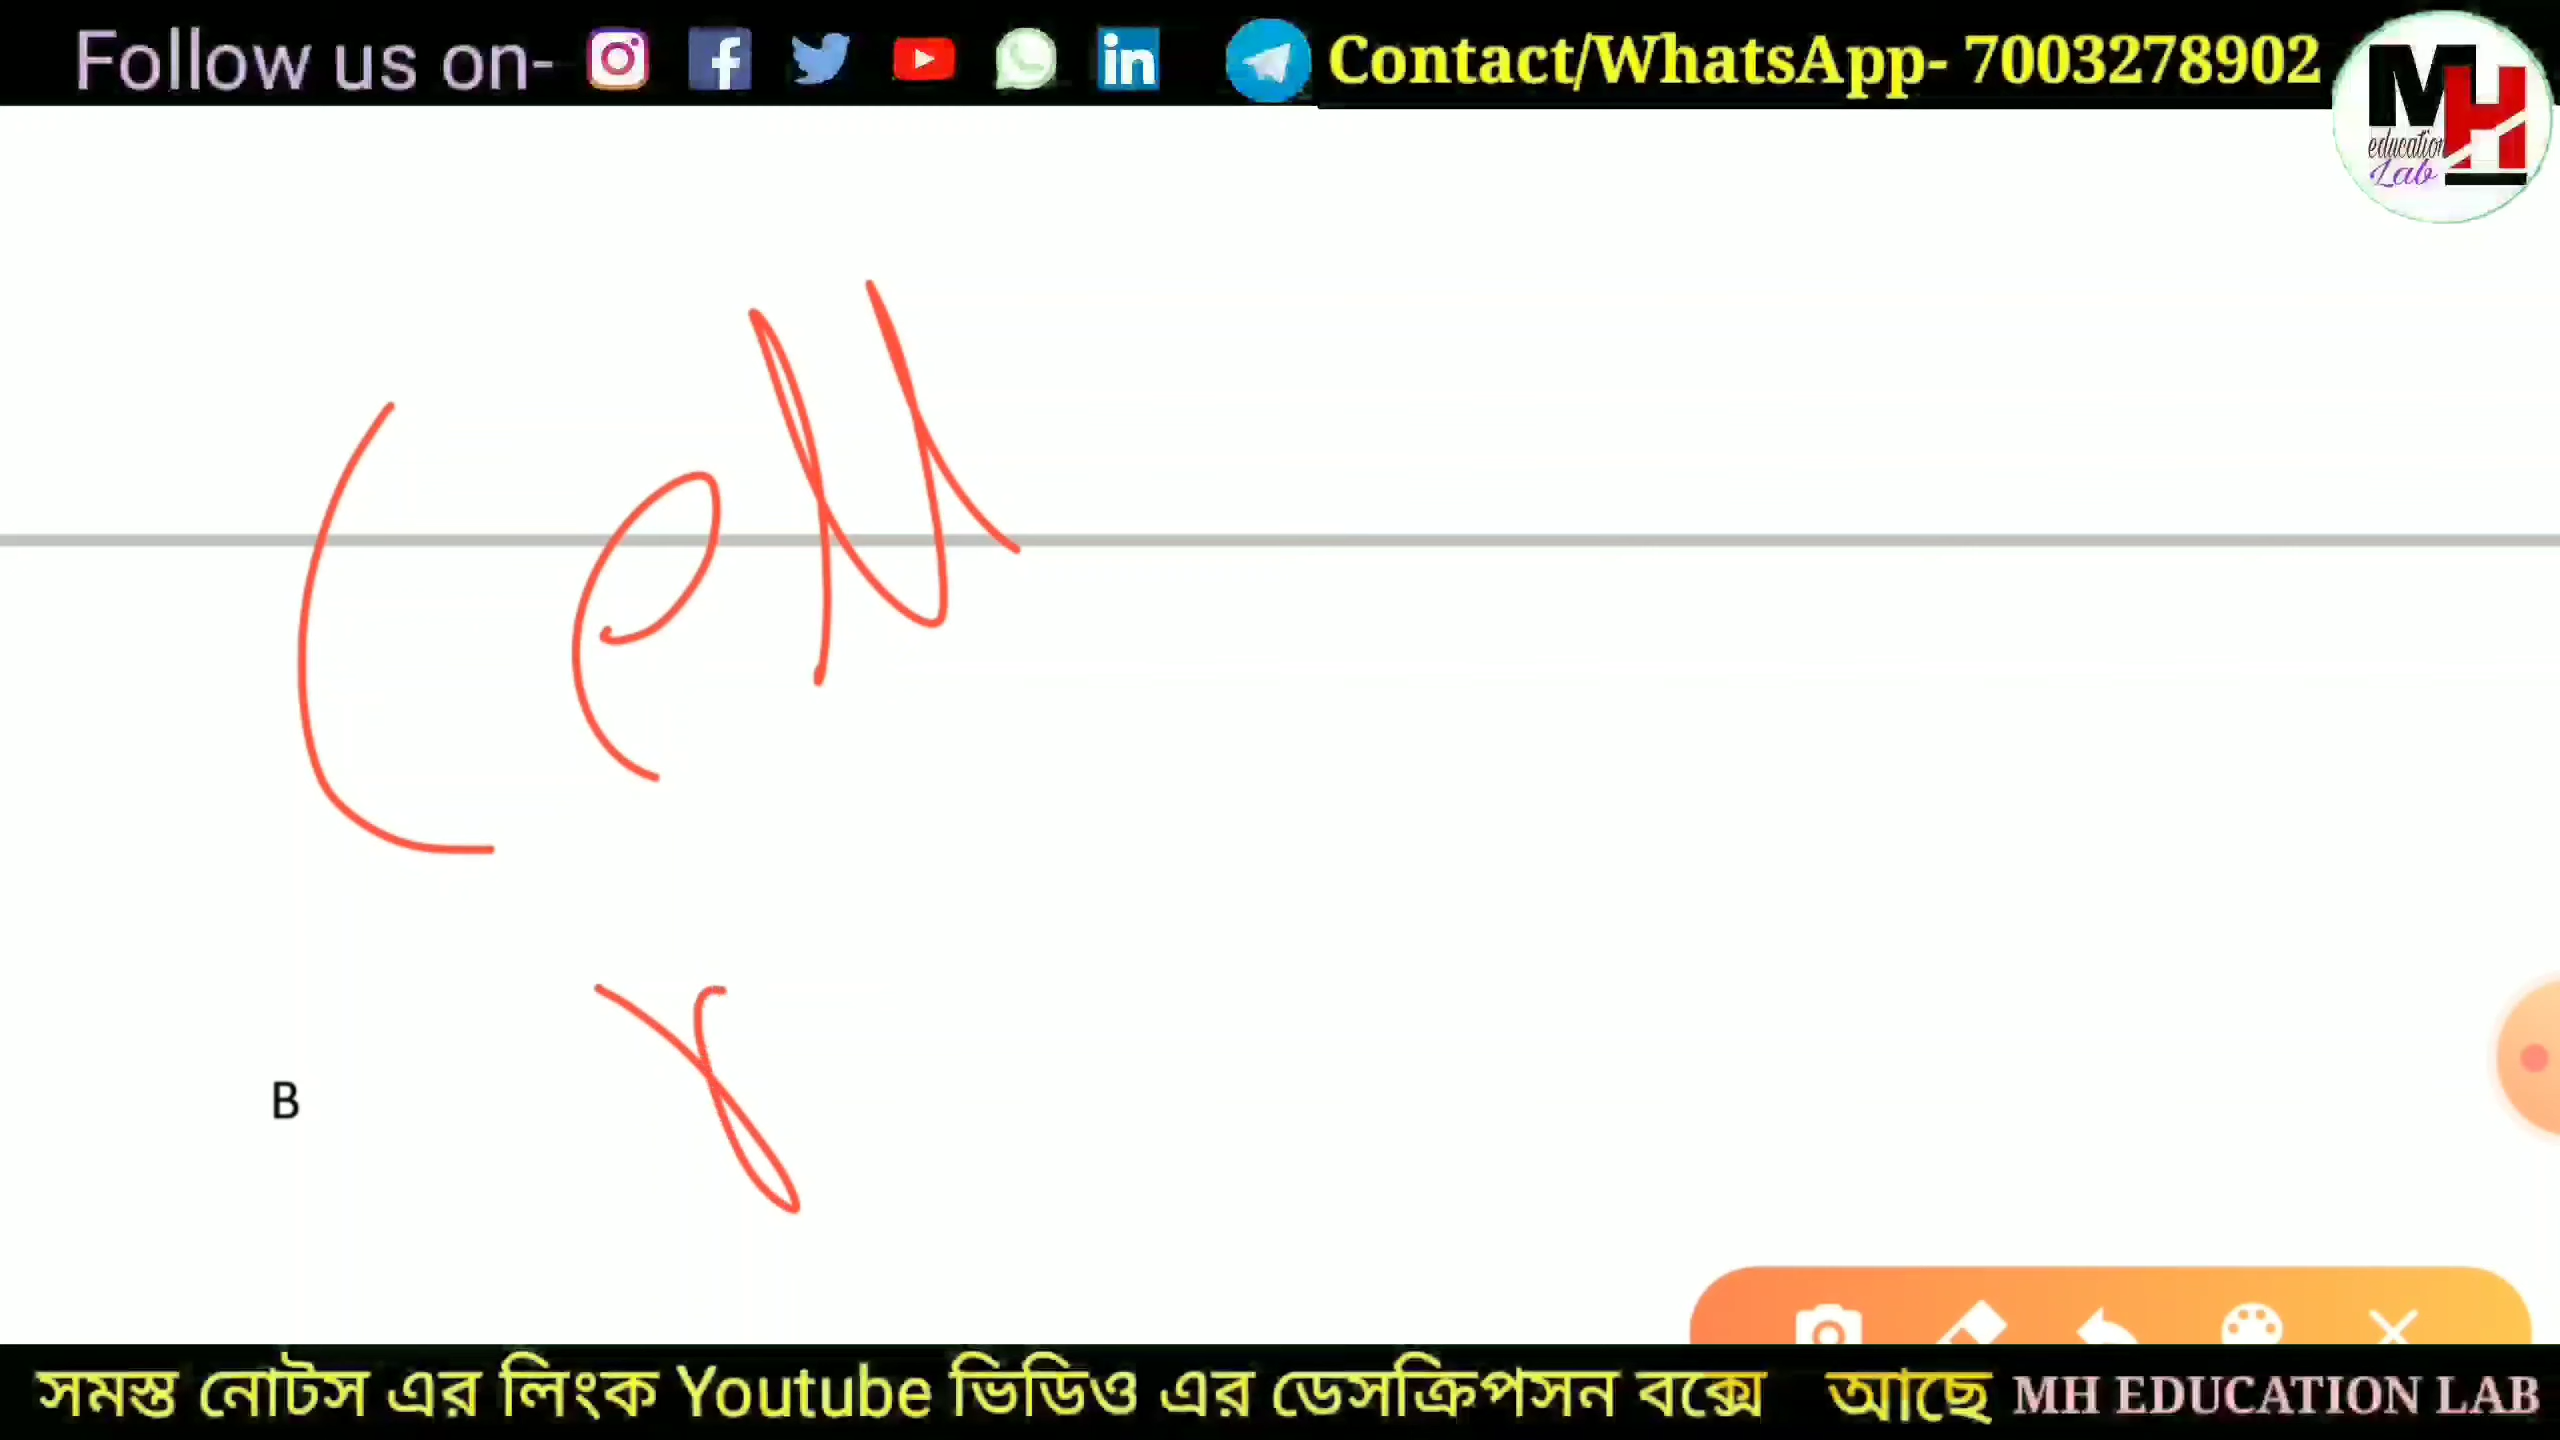 Follow us on- Contact/WhatsApp- 7003278902
MH
education
Lab
Cell
B
সমস্ত নোটস এর লিংক Youtube ভিডিও এর ডেসক্রিপসন বক্সে আছে MH EDUCATION LAB